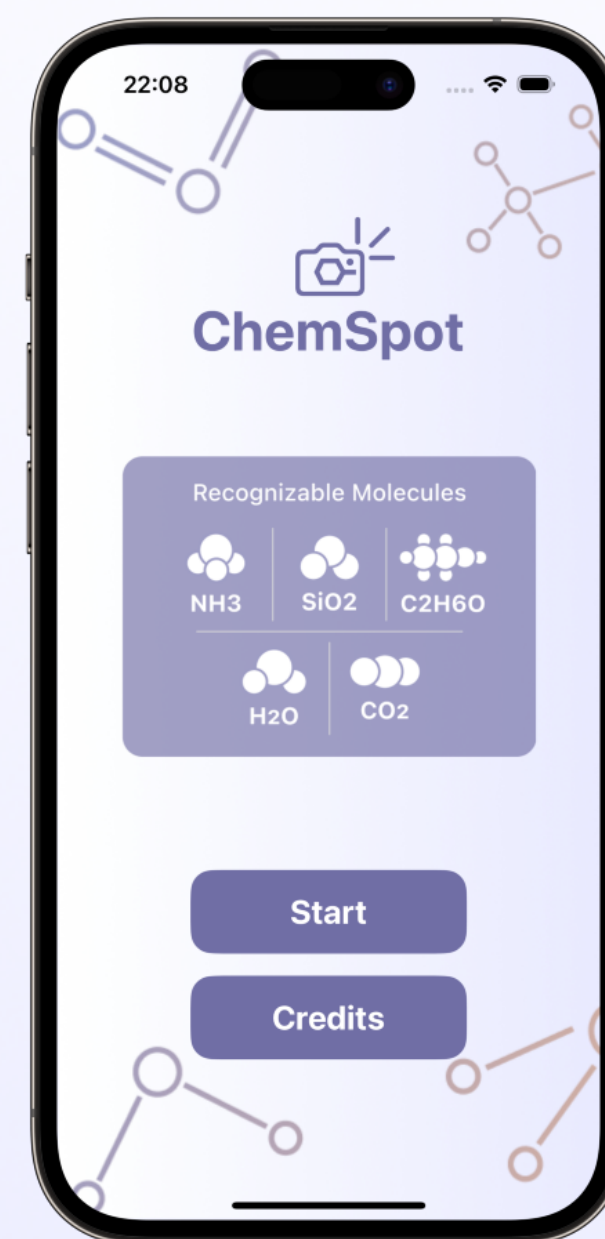 22:08
ChemSpot
Recognizable Molecules
NH3 SiO2 C2H6O
H2O CO2
Start
Credits